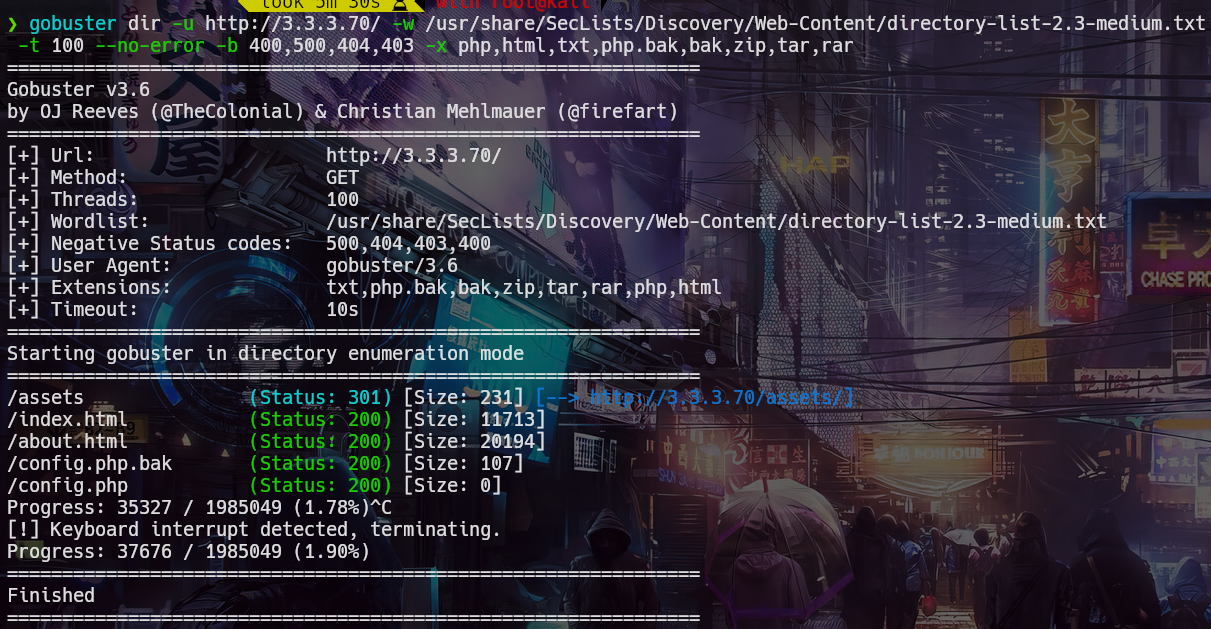 took 5m 30s with root@kali
❯ gobuster dir -u http://3.3.3.70/ -w /usr/share/SecLists/Discovery/Web-Content/directory-list-2.3-medium.txt
-t 100 --no-error -b 400,500,404,403 -x php,html,txt,php.bak,bak,zip,tar,rar
===============================================================
Gobuster v3.6
by OJ Reeves (@TheColonial) & Christian Mehlmauer (@firefart)
===============================================================
[+] Url: http://3.3.3.70/
[+] Method: GET
[+] Threads: 100
[+] Wordlist: /usr/share/SecLists/Discovery/Web-Content/directory-list-2.3-medium.txt
[+] Negative Status codes: 500,404,403,400
[+] User Agent: gobuster/3.6
[+] Extensions: txt,php.bak,bak,zip,tar,rar,php,html
[+] Timeout: 10s
===============================================================
Starting gobuster in directory enumeration mode
===============================================================
/assets (Status: 301) [Size: 231] [--> http://3.3.3.70/assets/]
/index.html (Status: 200) [Size: 11713]
/about.html (Status: 200) [Size: 20194]
/config.php.bak (Status: 200) [Size: 107]
/config.php (Status: 200) [Size: 0]
Progress: 35327 / 1985049 (1.78%)^C
[!] Keyboard interrupt detected, terminating.
Progress: 37676 / 1985049 (1.90%)
===============================================================
Finished
===============================================================
HAP
大亨
CHASE PRO
BONJOUR